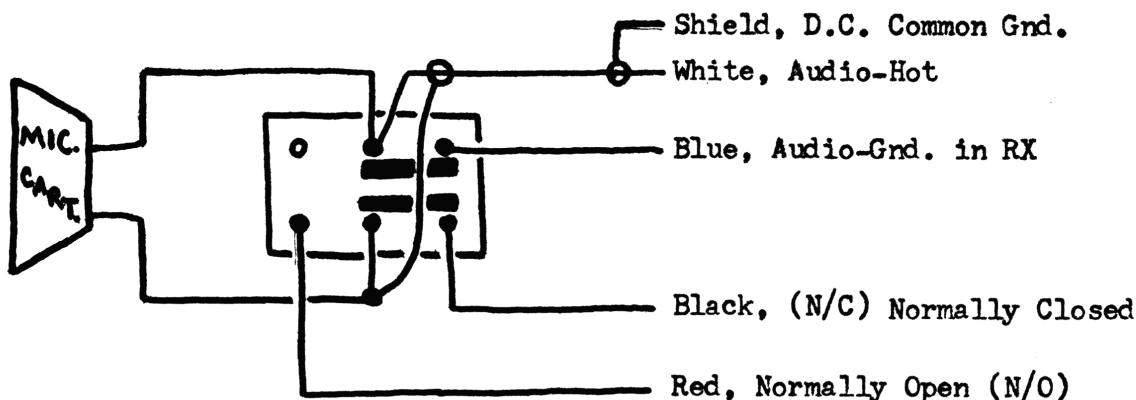 Shield, D.C. Common Gnd.
White, Audio-Hot
MIC.
CART.
Blue, Audio-Gnd. in RX
Black, (N/C) Normally Closed
Red, Normally Open (N/O)